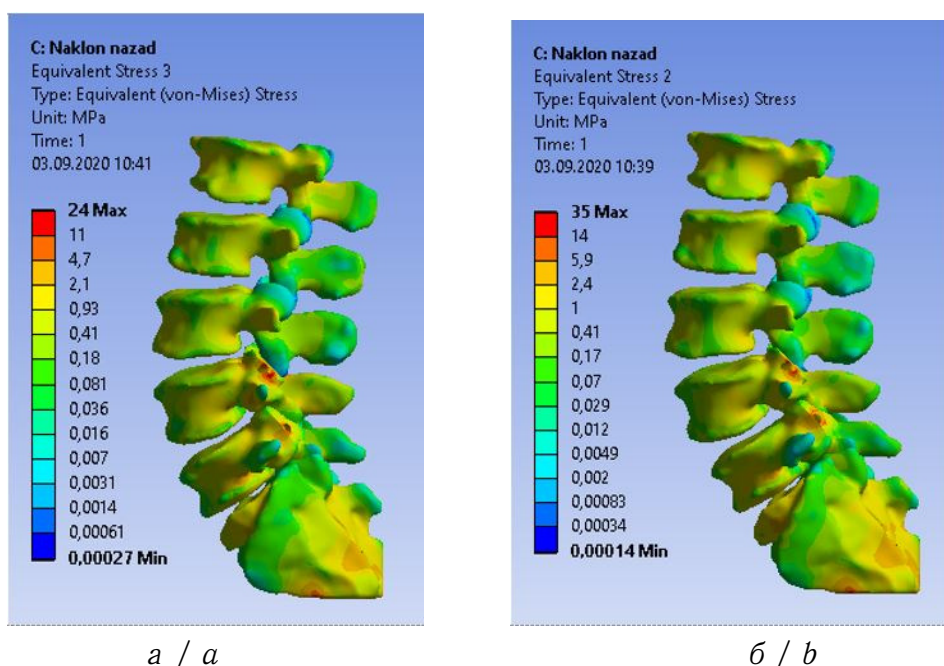 C: Naklon nazad
Equivalent Stress 3
Type: Equivalent (von-Mises) Stress
Unit: MPa
Time: 1
03.09.2020 10:41
24 Max
11
4,7
2,1
0,93
0,41
0,18
0,081
0,036
0,016
0,007
0,0031
0,0014
0,00061
0,00027 Min
а / a
C: Naklon nazad
Equivalent Stress 2
Type: Equivalent (von-Mises) Stress
Unit: MPa
Time: 1
03.09.2020 10:39
35 Max
14
5,9
2,4
1
0,41
0,17
0,07
0,029
0,012
0,0049
0,002
0,00083
0,00034
0,00014 Min
б / b